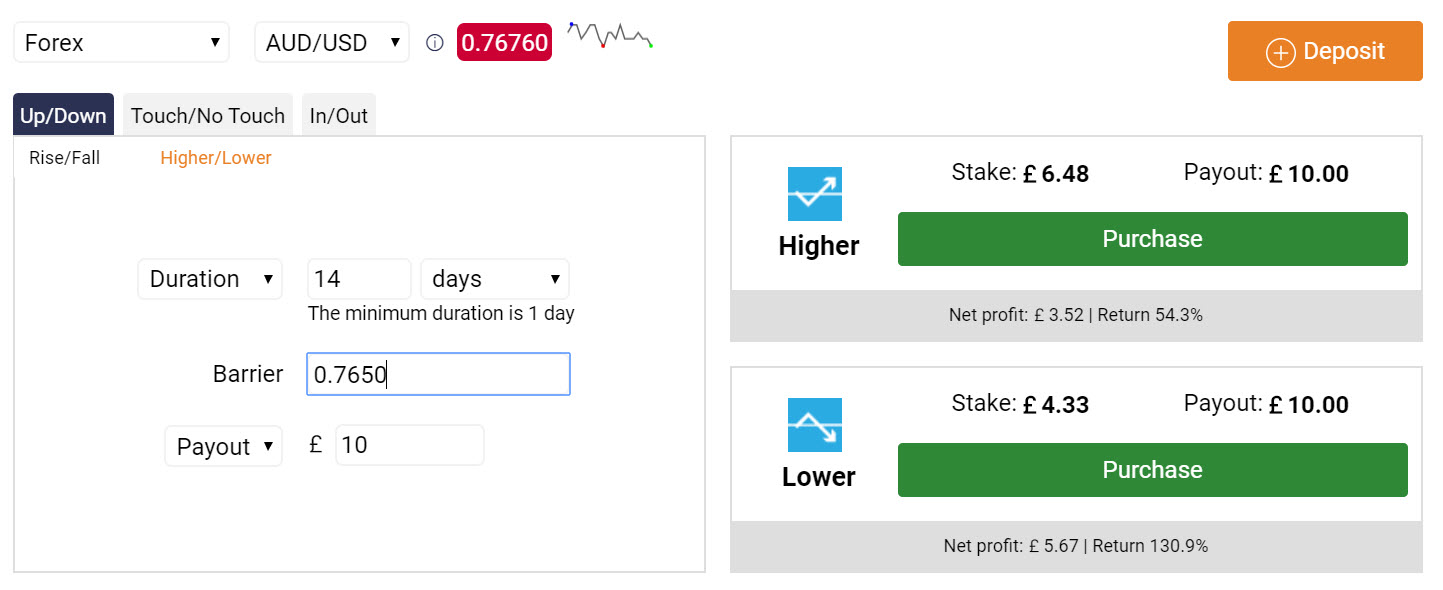 Forex AUD/USD 0.76760
Deposit
Up/Down Touch/No Touch In/Out
Rise/Fall Higher/Lower
Duration 14 days
The minimum duration is 1 day
Barrier 0.7650
Payout £ 10
Higher
Stake: £ 6.48 Payout: £ 10.00
Purchase
Net profit: £ 3.52 | Return 54.3%
Lower
Stake: £ 4.33 Payout: £ 10.00
Purchase
Net profit: £ 5.67 | Return 130.9%